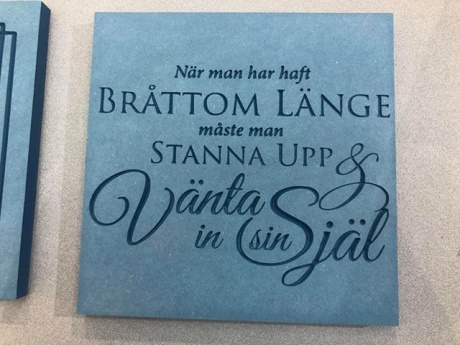 När man har haft
BRÅTTOM LÄNGE
måste man
STANNA UPP &
Vänta
in sin Själ